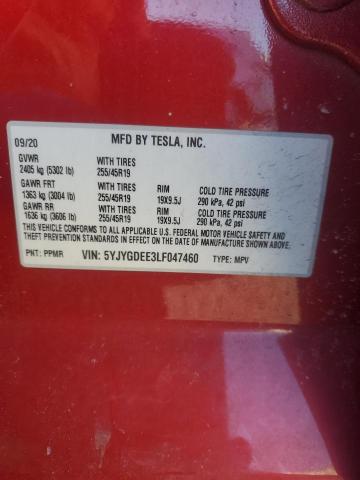 09/20 MFD BY TESLA, INC.
GVWR WITH TIRES
2405 kg (5302 lb) 255/45R19
GAWR FRT WITH TIRES RIM COLD TIRE PRESSURE
1363 kg (3004 lb) 255/45R19 19X9.5J 290 kPa, 42 psi
GAWR RR WITH TIRES RIM COLD TIRE PRESSURE
1636 kg (3606 lb) 255/45R19 19X9.5J 290 kPa, 42 psi
THIS VEHICLE CONFORMS TO ALL APPLICABLE U.S. FEDERAL MOTOR VEHICLE SAFETY AND
THEFT PREVENTION STANDARDS IN EFFECT ON THE DATE OF MANUFACTURE SHOWN ABOVE.
PNT: PPMR VIN: 5YJYGDEE3LF047460 TYPE: MPV